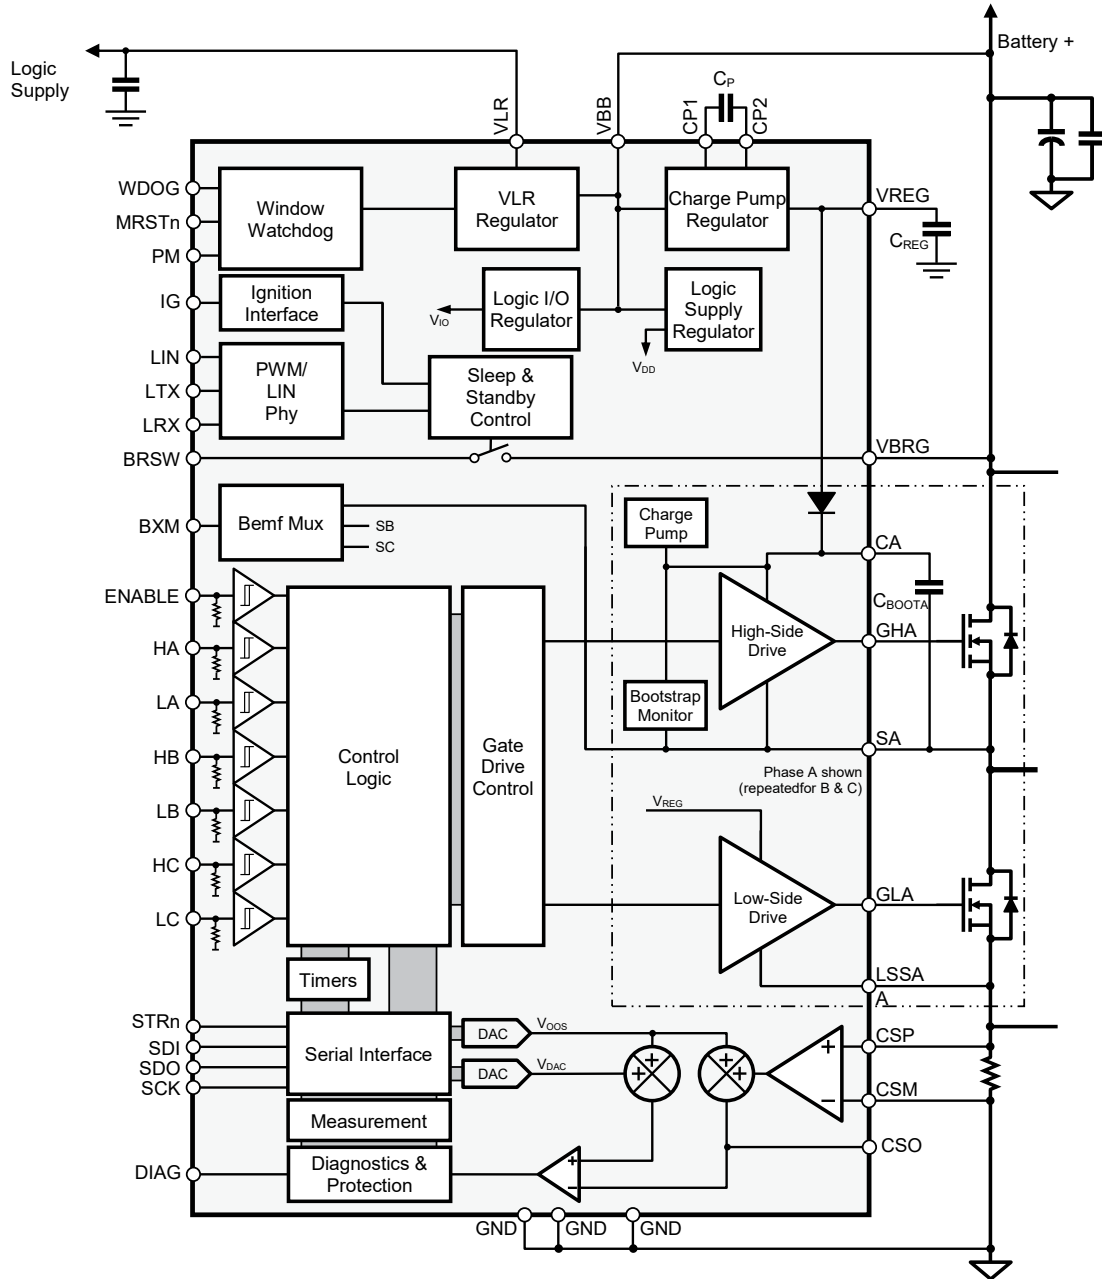 Battery +
Logic
Supply
VLR
VBB
CP1
CP
CP2
WDOG
MRSTn
PM
Window
Watchdog
VLR
Regulator
Charge Pump
Regulator
VREG
CREG
IG
Ignition
Interface
Logic I/O
Regulator
VIO
Logic
Supply
Regulator
VDD
LIN
LTX
LRX
PWM/
LIN
Phy
Sleep &
Standby
Control
BRSW
VBRG
BXM
Bemf Mux
SB
SC
Charge
Pump
CA
CBOOTA
ENABLE
HA
LA
HB
LB
HC
LC
Control
Logic
Gate
Drive
Control
High-Side
Drive
GHA
Bootstrap
Monitor
SA
Phase A shown
(repeatedfor B & C)
VREG
Low-Side
Drive
GLA
LSSA
A
Timers
STRn
SDI
SDO
SCK
Serial Interface
DAC
VOOS
DAC
VDAC
+
+
+
+
+
–
CSP
CSM
CSO
Measurement
DIAG
Diagnostics &
Protection
+
–
GND
GND
GND